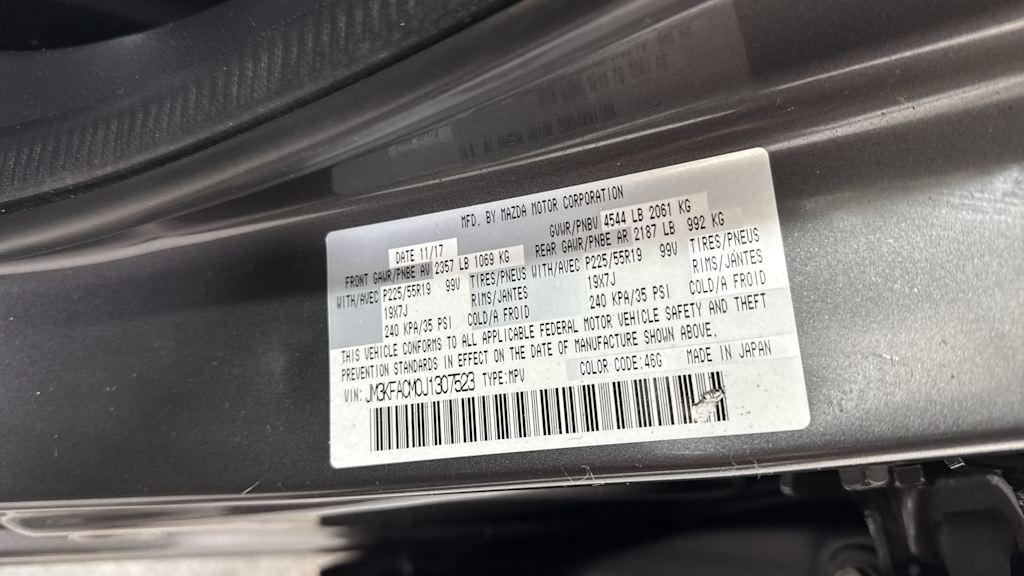 MFD. BY MAZDA MOTOR CORPORATION
DATE 11/17 GVWR/PNBV 4544 LB 2061 KG
FRONT GAWR/PNBE AV 2357 LB 1069 KG REAR GAWR/PNBE AR 2187 LB 992 KG
WITH/AVEC P225/55R19 99V TIRES/PNEUS WITH/AVEC P225/55R19 99V TIRES/PNEUS
19X7J RIMS/JANTES 19X7J RIMS/JANTES
240 KPA/35 PSI COLD/A FROID 240 KPA/35 PSI COLD/A FROID
THIS VEHICLE CONFORMS TO ALL APPLICABLE FEDERAL MOTOR VEHICLE SAFETY AND THEFT
PREVENTION STANDARDS IN EFFECT ON THE DATE OF MANUFACTURE SHOWN ABOVE.
VIN: JM3KFACM0J1307523 TYPE:MPV COLOR CODE:46G MADE IN JAPAN